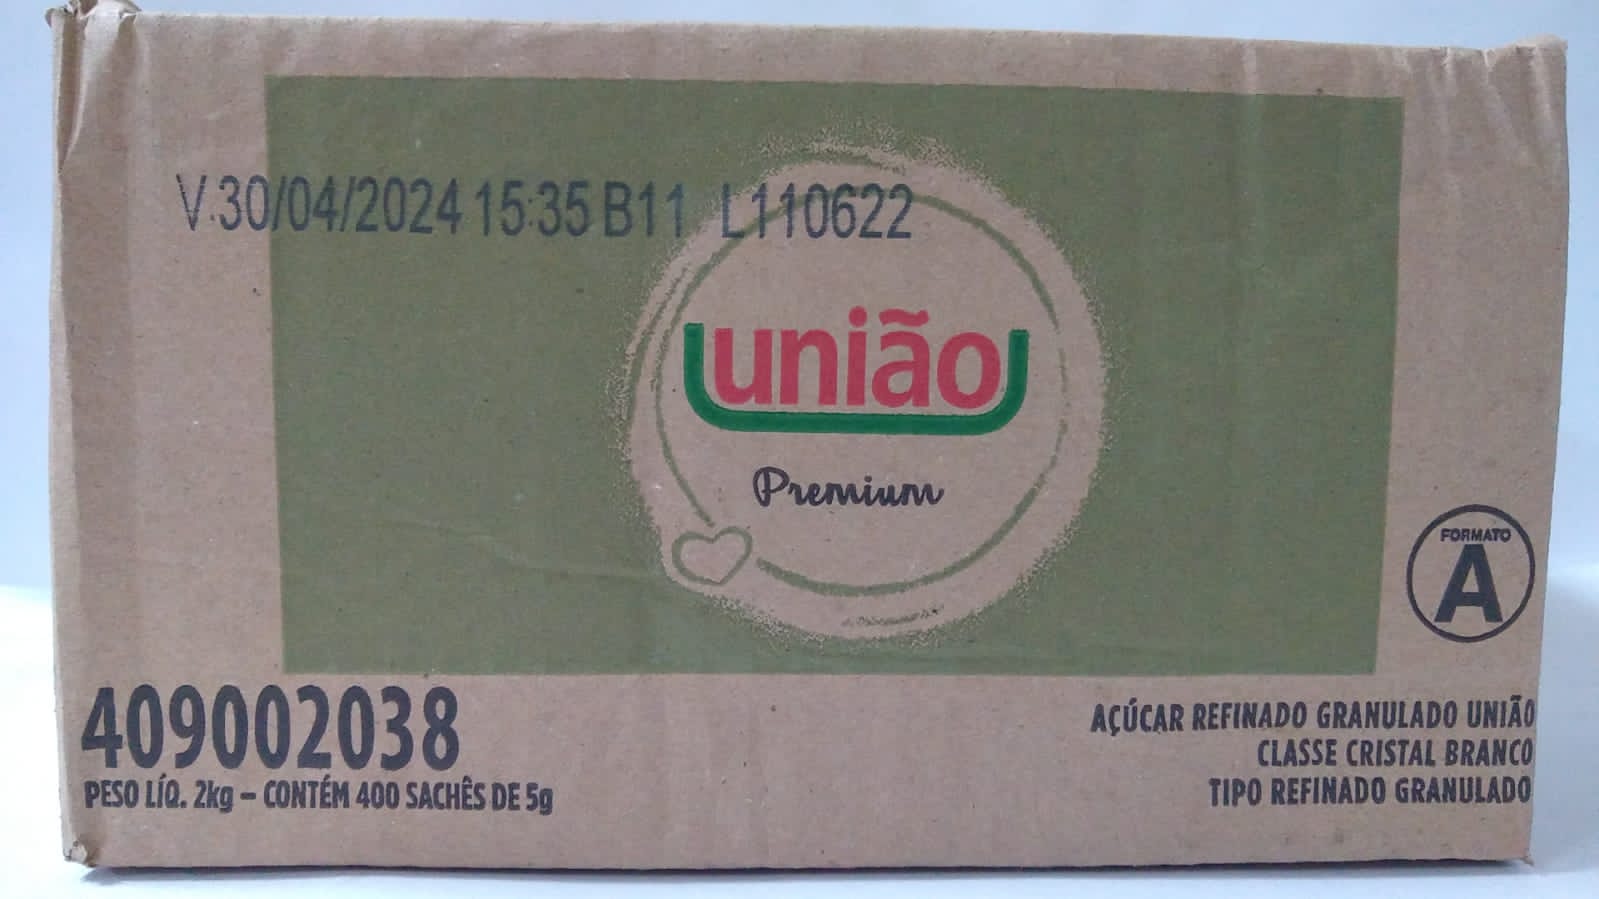 V.30/04/2024 15:35 B11 L110622
união
Premium
FORMATO
A
409002038
PESO LÍQ. 2kg – CONTÉM 400 SACHÊS DE 5g
AÇÚCAR REFINADO GRANULADO UNIÃO
CLASSE CRISTAL BRANCO
TIPO REFINADO GRANULADO